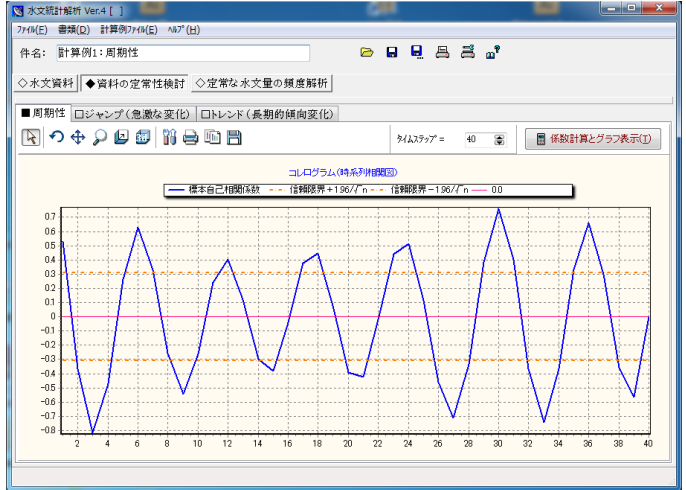 水文統計解析 Ver.4 [ ]
ファイル(E) 書類(D) 計算例ファイル(E) ヘルプ(H)
件名: 計算例1:周期性
◇水文資料 ◆資料の定常性検討 ◇定常な水文量の頻度解析
■周期性 □ジャンプ(急激な変化) □トレンド(長期的傾向変化)
タイムステップ= 40 係数計算とグラフ表示(T)
コレログラム(時系列相関図)
標本自己相関係数 信頼限界+1.96/√n 信頼限界-1.96/√n 0.0
0.7
0.6
0.5
0.4
0.3
0.2
0.1
0
-0.1
-0.2
-0.3
-0.4
-0.5
-0.6
-0.7
-0.8
2 4 6 8 10 12 14 16 18 20 22 24 26 28 30 32 34 36 38 40